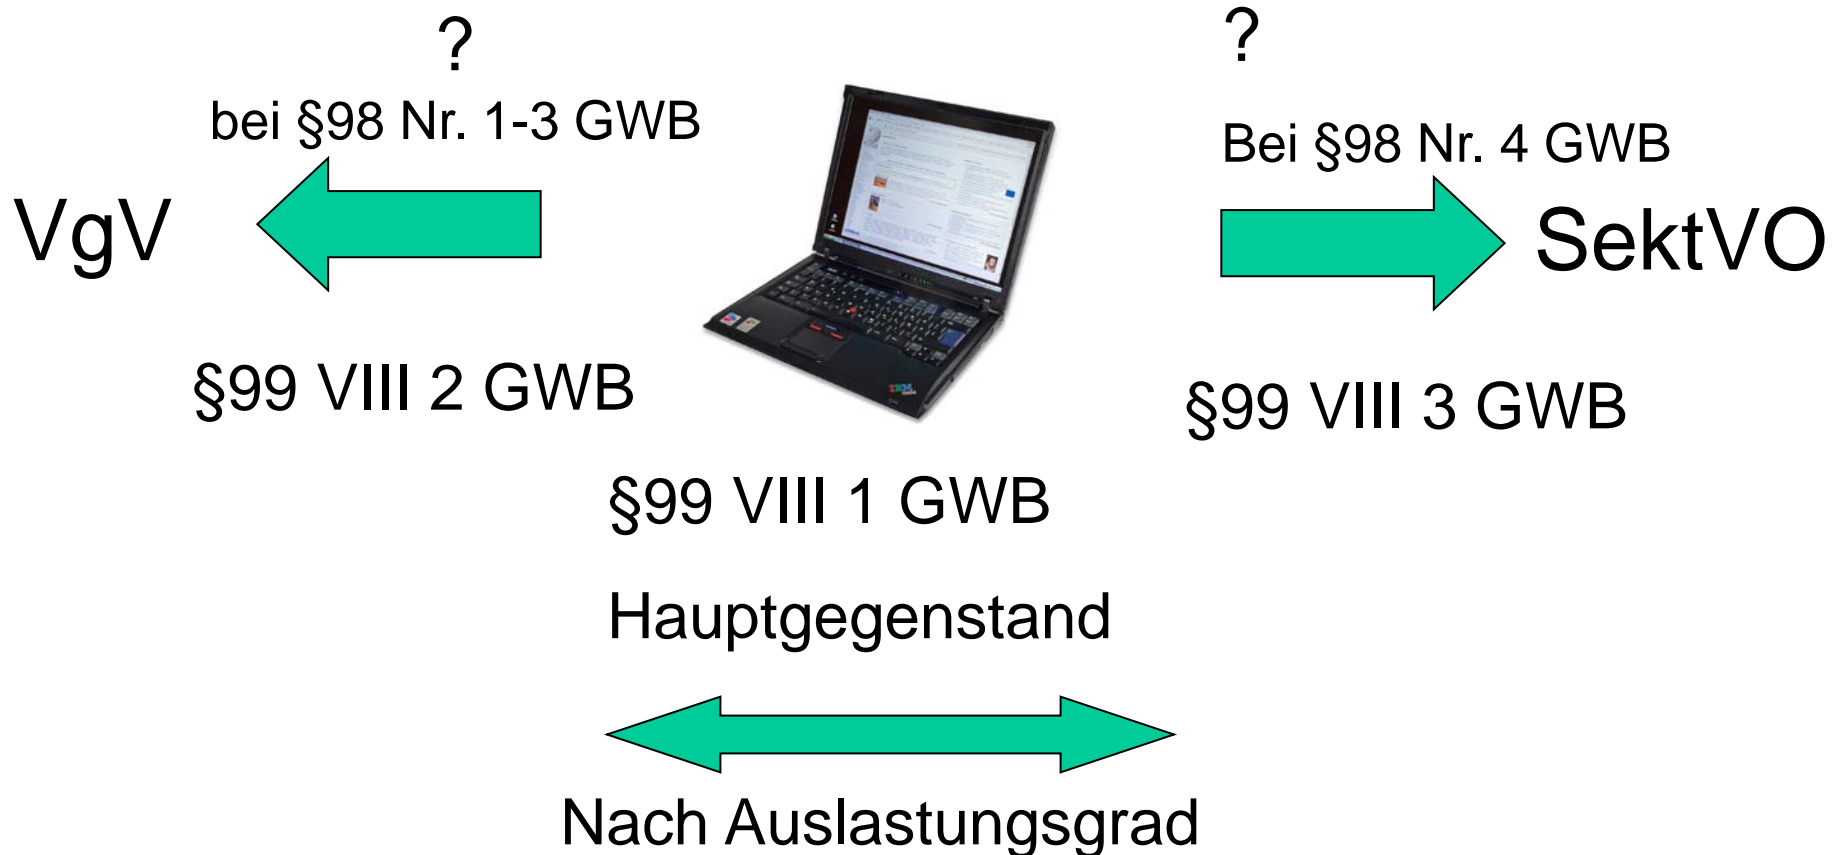 ?
?
bei §98 Nr. 1-3 GWB
Bei §98 Nr. 4 GWB
VgV
SektVO
§99 VIII 2 GWB
§99 VIII 3 GWB
§99 VIII 1 GWB
Hauptgegenstand
Nach Auslastungsgrad
IBM